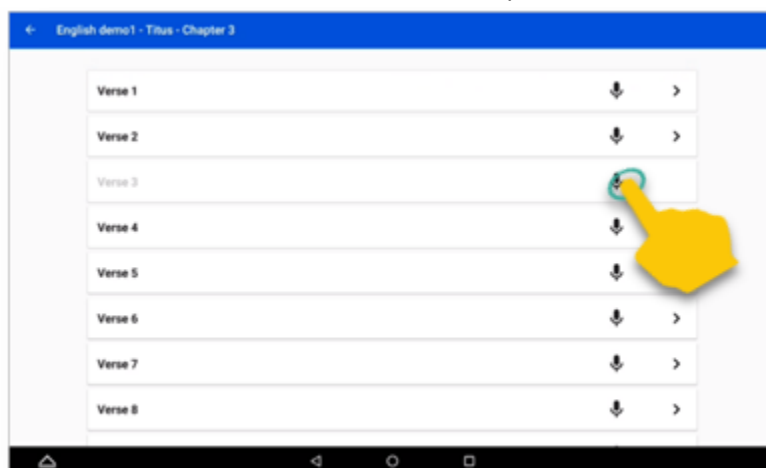 English demo1 - Titus - Chapter 3
Verse 1
Verse 2
Verse 3
Verse 4
Verse 5
Verse 6
Verse 7
Verse 8